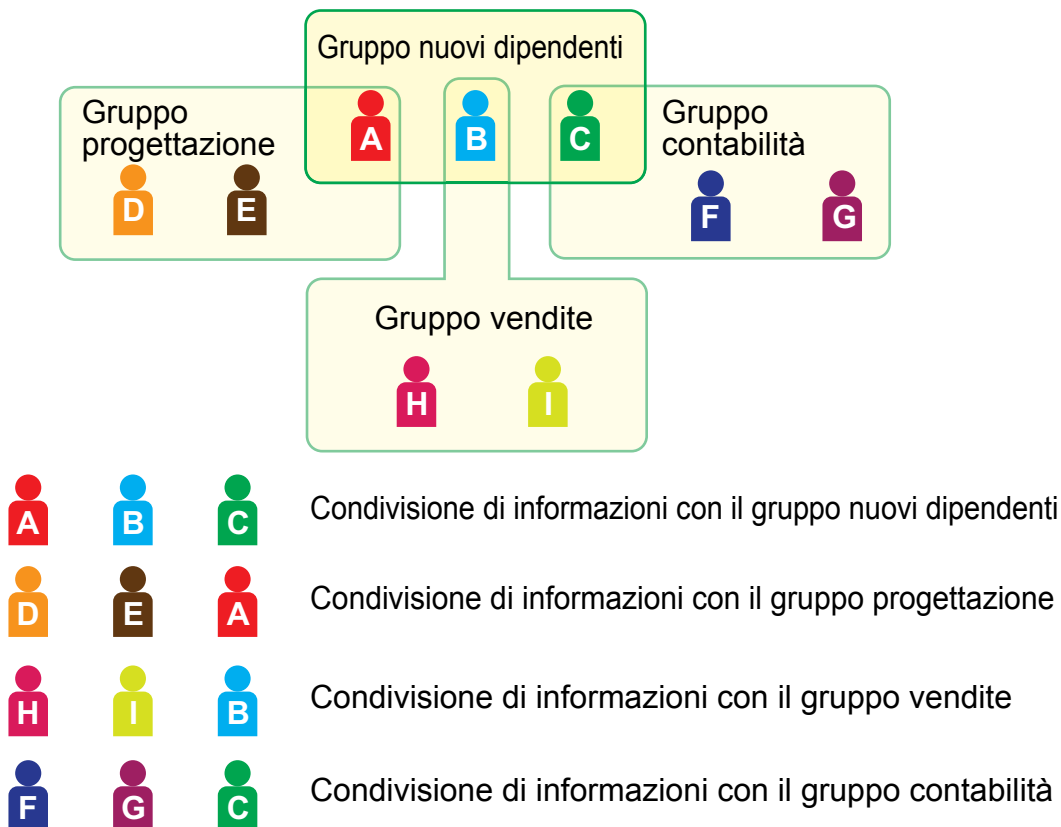 Gruppo nuovi dipendenti
Gruppo
progettazione
A
B
C
Gruppo
contabilità
D
E
F
G
Gruppo vendite
H
I
A B C Condivisione di informazioni con il gruppo nuovi dipendenti
D E A Condivisione di informazioni con il gruppo progettazione
H I B Condivisione di informazioni con il gruppo vendite
F G C Condivisione di informazioni con il gruppo contabilità